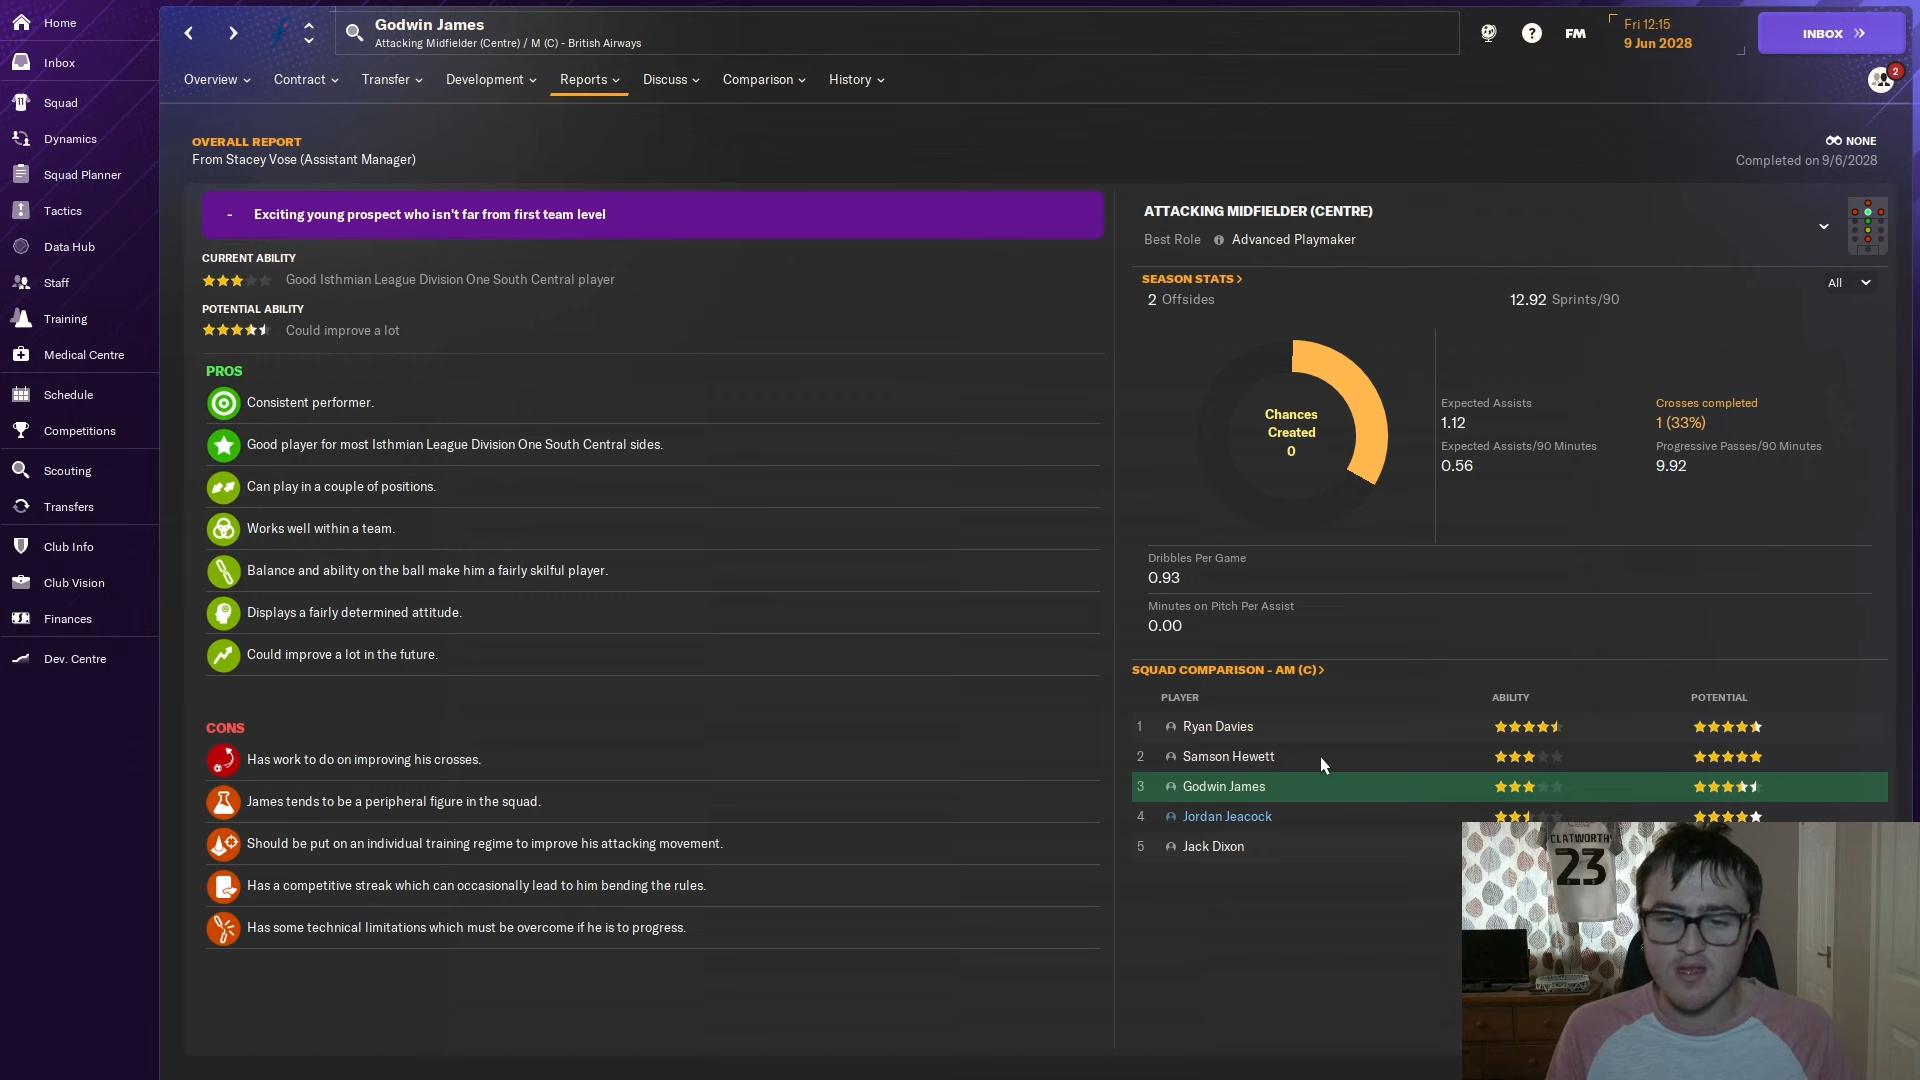 Home
Inbox
Squad
Dynamics
Squad Planner
Tactics
Data Hub
Staff
Training
Medical Centre
Schedule
Competitions
Scouting
Transfers
Club Info
Club Vision
Finances
Dev. Centre
Godwin James
Attacking Midfielder (Centre) / M (C) - British Airways
FM
Fri 12:15
9 Jun 2028
INBOX
2
Overview
Contract
Transfer
Development
Reports
Discuss
Comparison
History
OVERALL REPORT
From Stacey Vose (Assistant Manager)
NONE
Completed on 9/6/2028
- Exciting young prospect who isn't far from first team level
CURRENT ABILITY
Good Isthmian League Division One South Central player
POTENTIAL ABILITY
Could improve a lot
PROS
Consistent performer.
Good player for most Isthmian League Division One South Central sides.
Can play in a couple of positions.
Works well within a team.
Balance and ability on the ball make him a fairly skilful player.
Displays a fairly determined attitude.
Could improve a lot in the future.
CONS
Has work to do on improving his crosses.
James tends to be a peripheral figure in the squad.
Should be put on an individual training regime to improve his attacking movement.
Has a competitive streak which can occasionally lead to him bending the rules.
Has some technical limitations which must be overcome if he is to progress.
ATTACKING MIDFIELDER (CENTRE)
Best Role Advanced Playmaker
SEASON STATS >
All
2 Offsides
12.92 Sprints/90
Chances
Created
0
Expected Assists
1.12
Crosses completed
1 (33%)
Expected Assists/90 Minutes
0.56
Progressive Passes/90 Minutes
9.92
Dribbles Per Game
0.93
Minutes on Pitch Per Assist
0.00
SQUAD COMPARISON - AM (C) >
PLAYER ABILITY POTENTIAL
1 Ryan Davies
2 Samson Hewett
3 Godwin James
4 Jordan Jeacock
5 Jack Dixon
CLATWORTHY
23